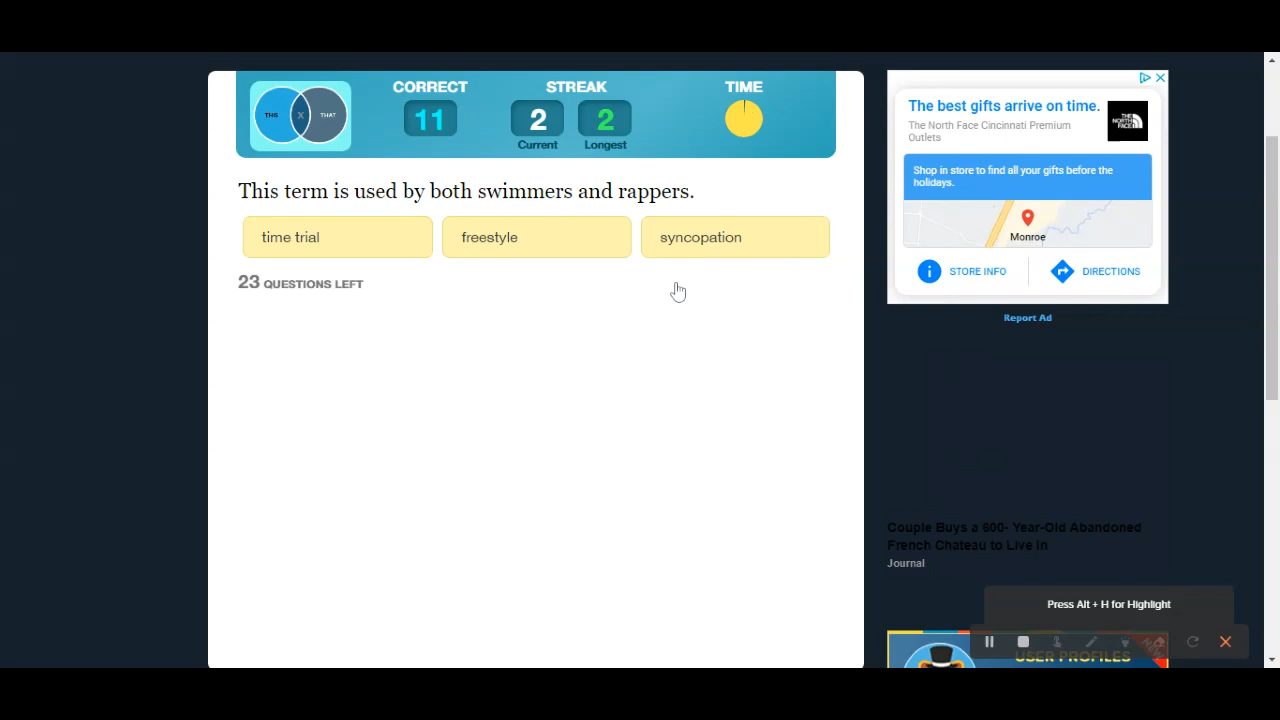 THIS
X
THAT
CORRECT
11
STREAK
2
2
Current
Longest
TIME
This term is used by both swimmers and rappers.
time trial
freestyle
syncopation
23 QUESTIONS LEFT
The best gifts arrive on time.
The North Face Cincinnati Premium
Outlets
THE
NORTH
FACE
Shop in store to find all your gifts before the
holidays.
Monroe
STORE INFO
DIRECTIONS
Report Ad
Couple Buys a 600- Year-Old Abandoned
French Chateau to Live In
Journal
Press Alt + H for Highlight
USER PROFILES
NEW